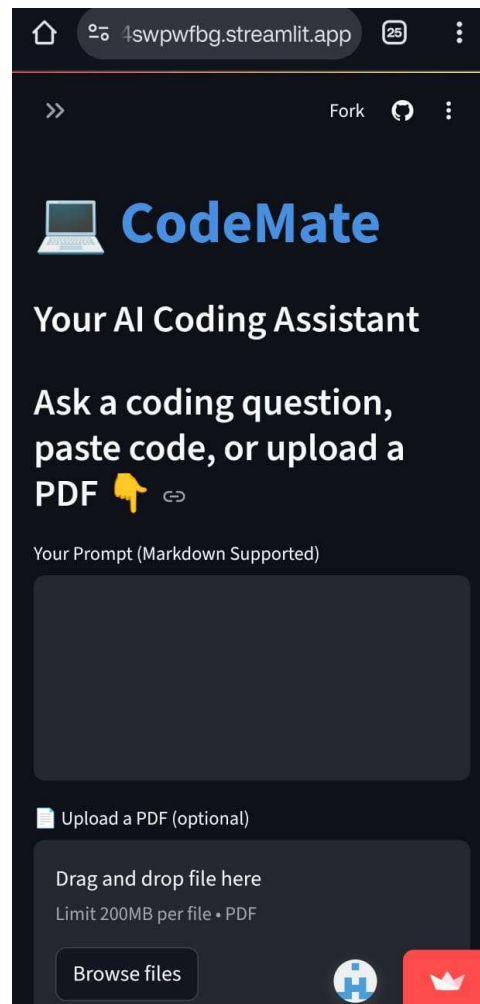 4swpwfbg.streamlit.app
25
Fork
CodeMate
Your AI Coding Assistant
Ask a coding question,
paste code, or upload a
PDF 👇
Your Prompt (Markdown Supported)
Upload a PDF (optional)
Drag and drop file here
Limit 200MB per file • PDF
Browse files